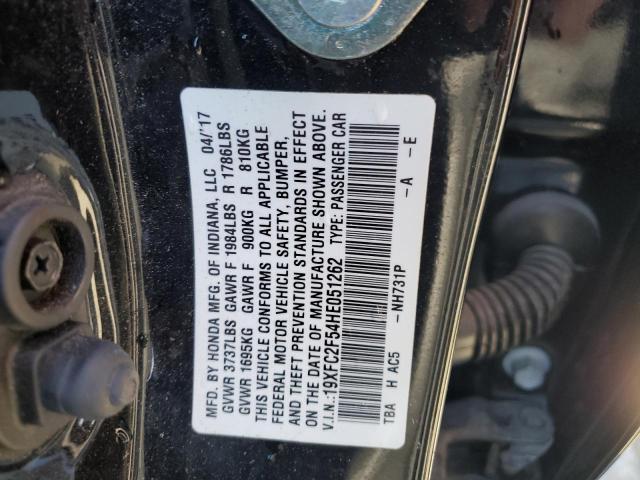 MFD. BY HONDA MFG. OF INDIANA, LLC 04/'17
GVWR 3737LBS GAWR F 1984LBS R 1786LBS
GVWR 1695KG GAWR F 900KG R 810KG
THIS VEHICLE CONFORMS TO ALL APPLICABLE
FEDERAL MOTOR VEHICLE SAFETY, BUMPER,
AND THEFT PREVENTION STANDARDS IN EFFECT
ON THE DATE OF MANUFACTURE SHOWN ABOVE.
V.I.N.:19XFC2F54HE051262 TYPE: PASSENGER CAR
-NH731P -A -E
TBA H AC5